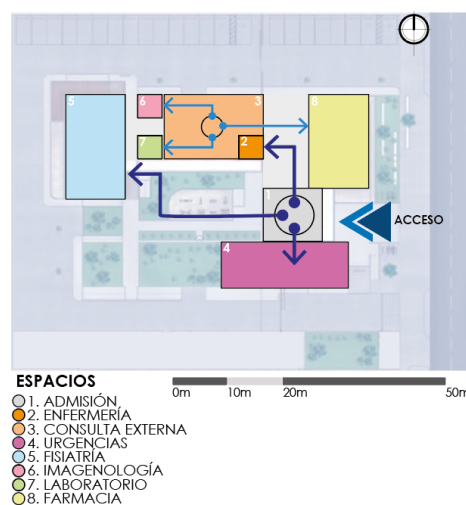 5
6
3
8
7
2
1
ACCESO
4
ESPACIOS
0m 10m 20m 50m
1. ADMISIÓN
2. ENFERMERÍA
3. CONSULTA EXTERNA
4. URGENCIAS
5. FISIATRÍA
6. IMAGENOLOGÍA
7. LABORATORIO
8. FARMACIA